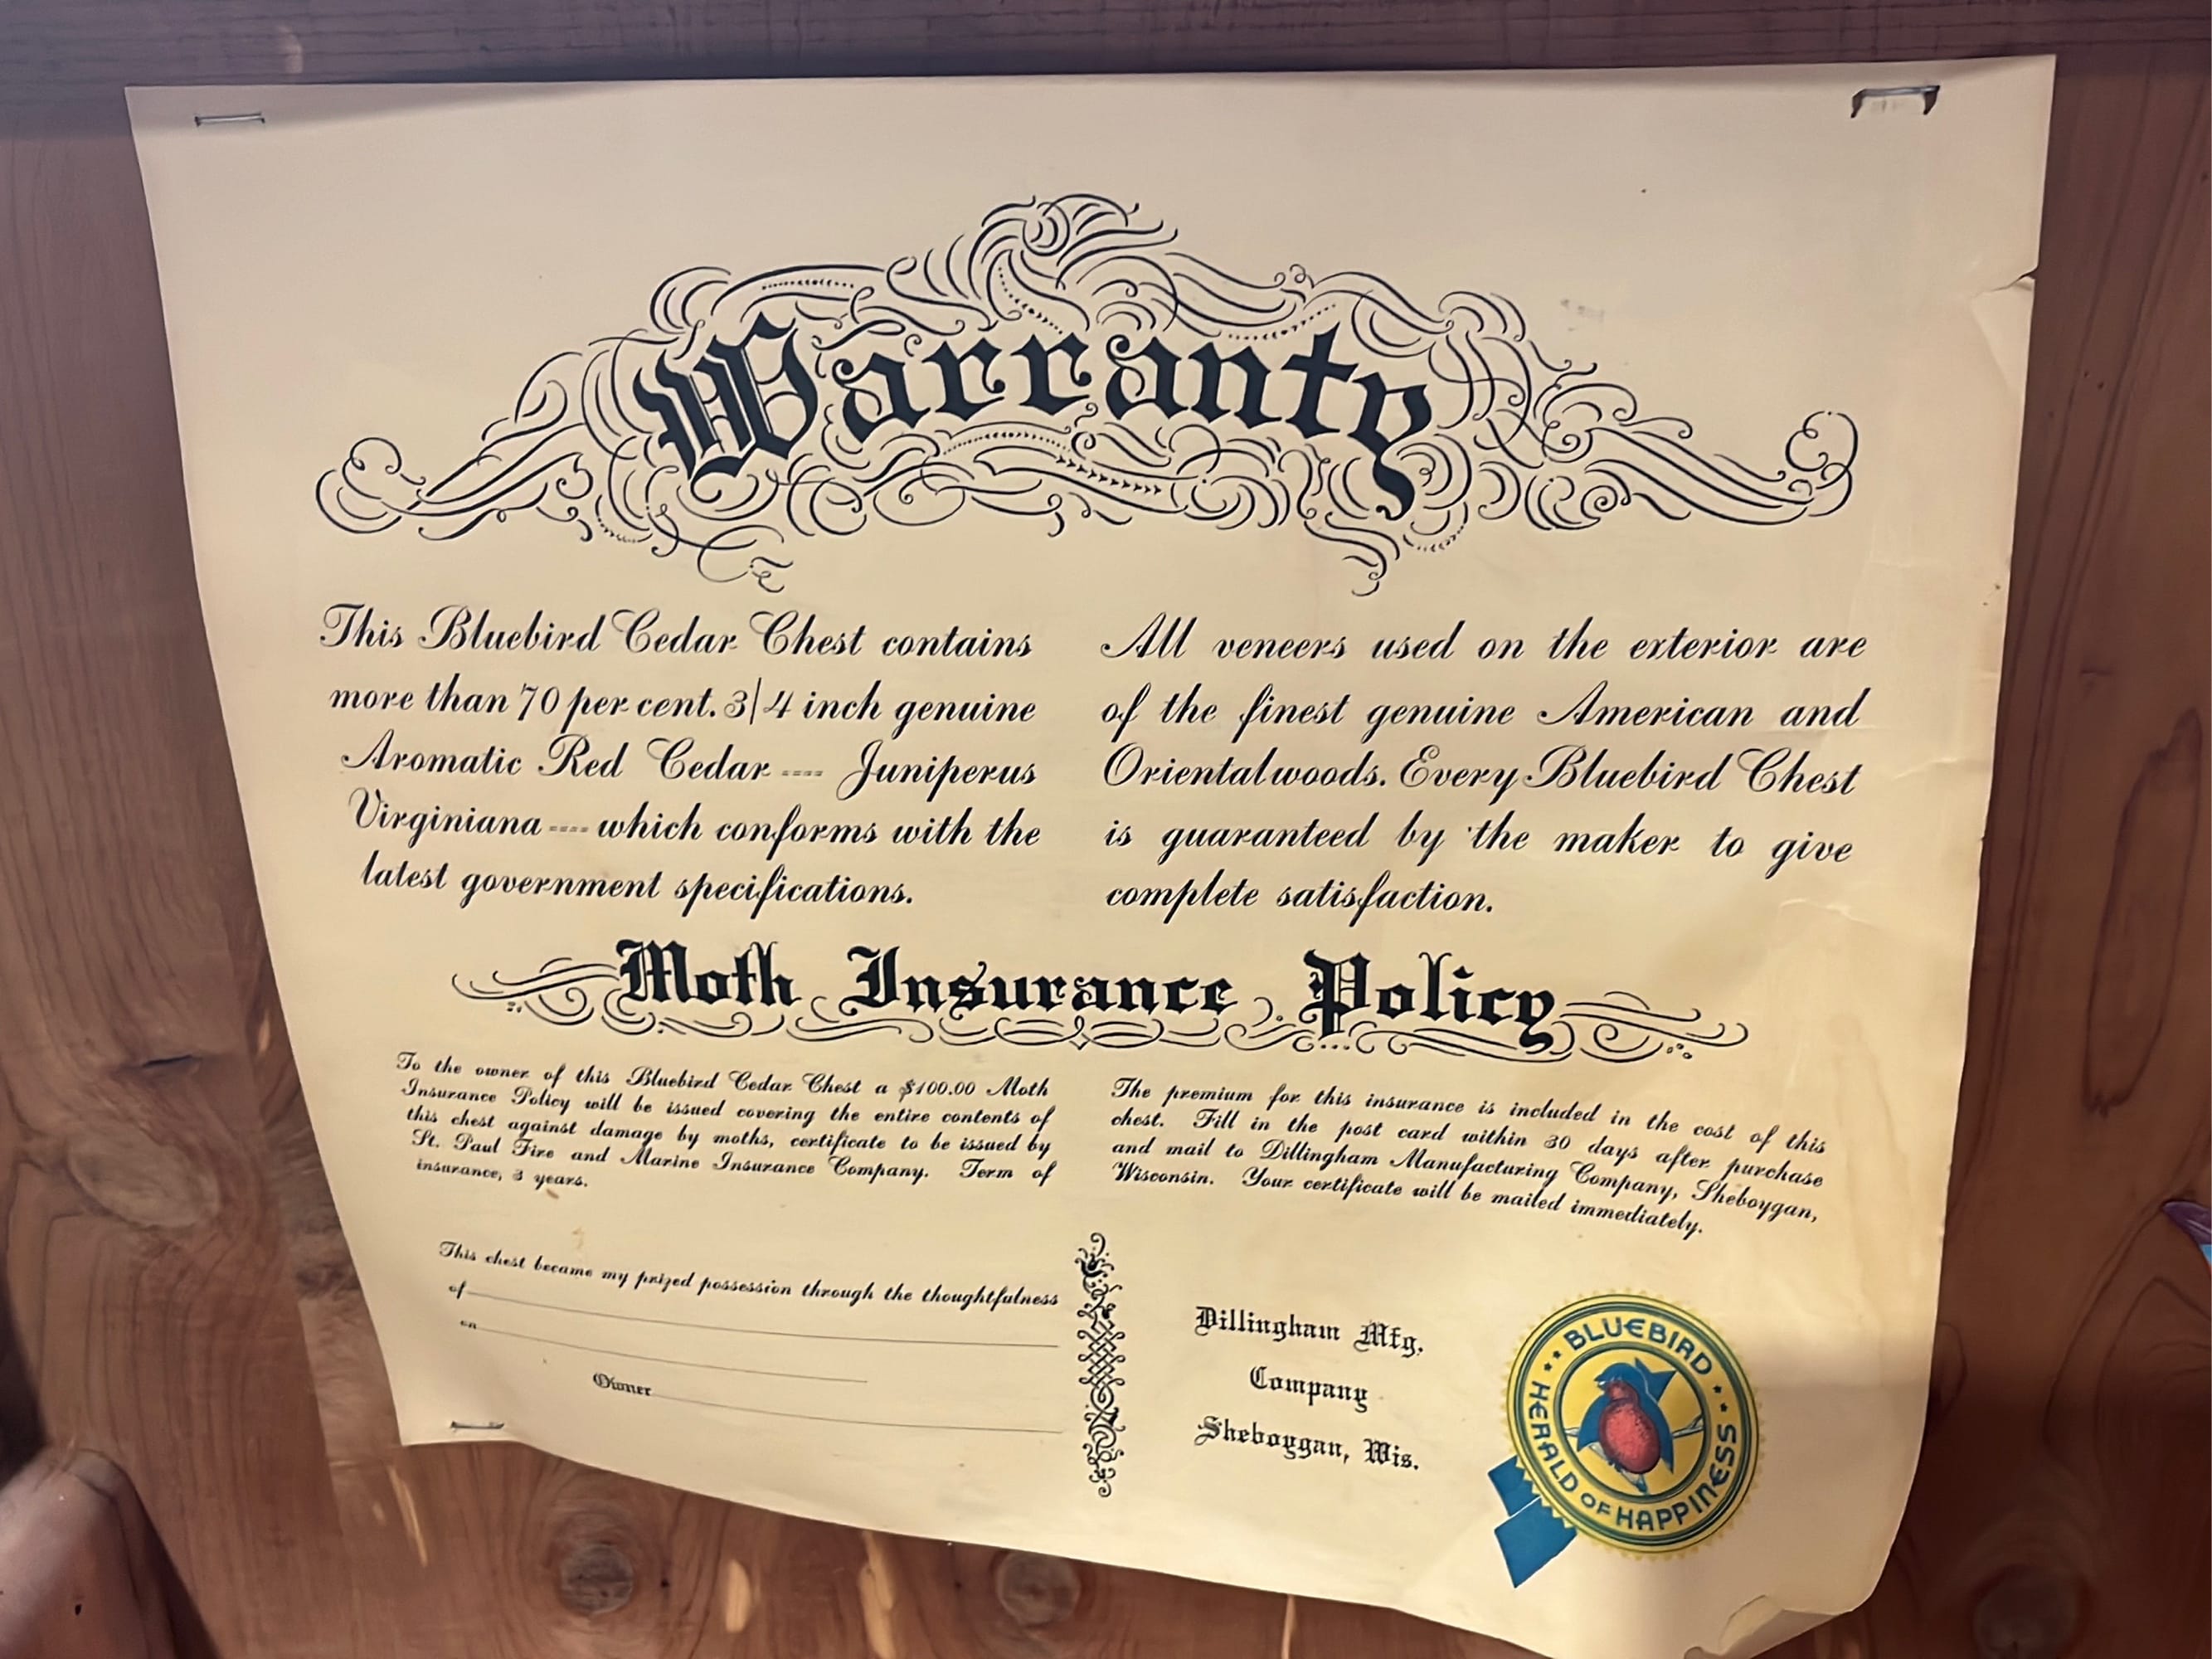 Warranty
This Bluebird Cedar Chest contains
more than 70 per cent. 3/4 inch genuine
Aromatic Red Cedar ---- Juniperus
Virginiana ---- which conforms with the
latest government specifications.
All veneers used on the exterior are
of the finest genuine American and
Oriental woods. Every Bluebird Chest
is guaranteed by the maker to give
complete satisfaction.
Moth Insurance Policy
To the owner of this Bluebird Cedar Chest a $100.00 Moth
Insurance Policy will be issued covering the entire contents of
this chest against damage by moths, certificate to be issued by
St. Paul Fire and Marine Insurance Company. Term of
insurance, 3 years.
The premium for this insurance is included in the cost of this
chest. Fill in the post card within 30 days after purchase
and mail to Dillingham Manufacturing Company, Sheboygan,
Wisconsin. Your certificate will be mailed immediately.
This chest became my prized possession through the thoughtfulness
of
on
Owner
Dillingham Mfg.
Company
Sheboygan, Wis.
BLUEBIRD
HERALD OF HAPPINESS